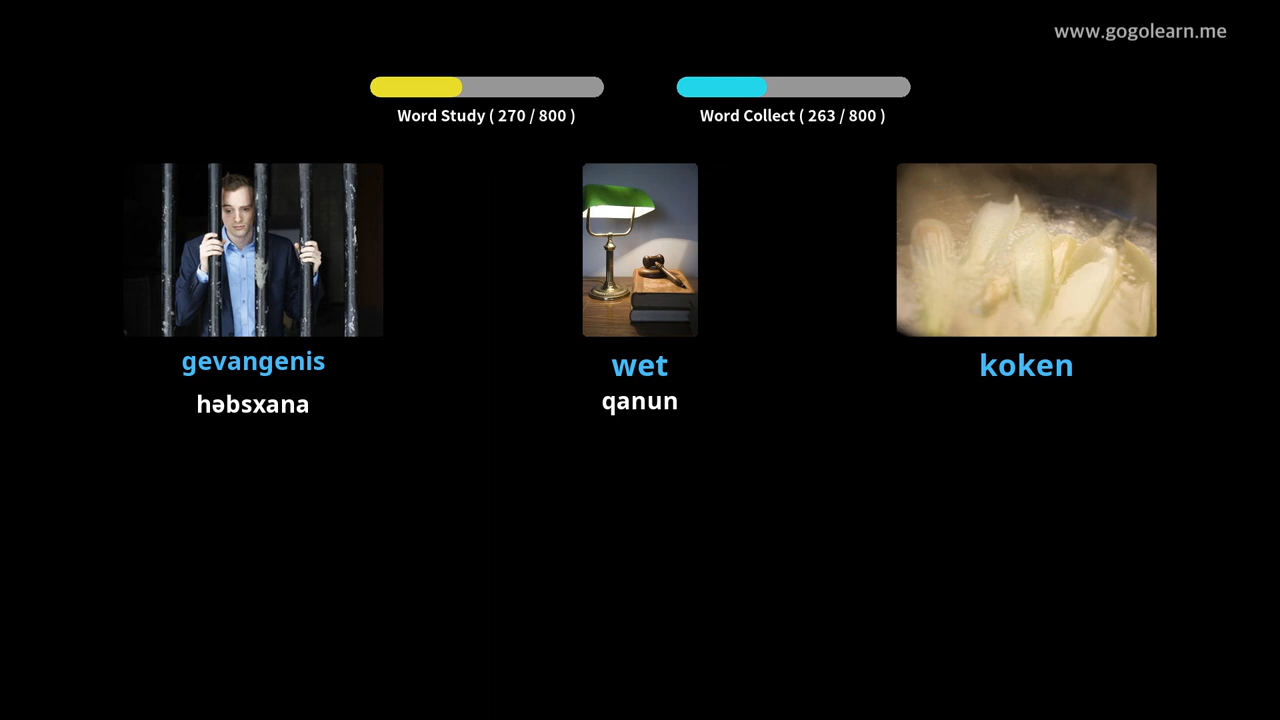 www.gogolearn.me
Word Study ( 270 / 800 )
Word Collect ( 263 / 800 )
gevangenis
həbsxana
wet
qanun
koken